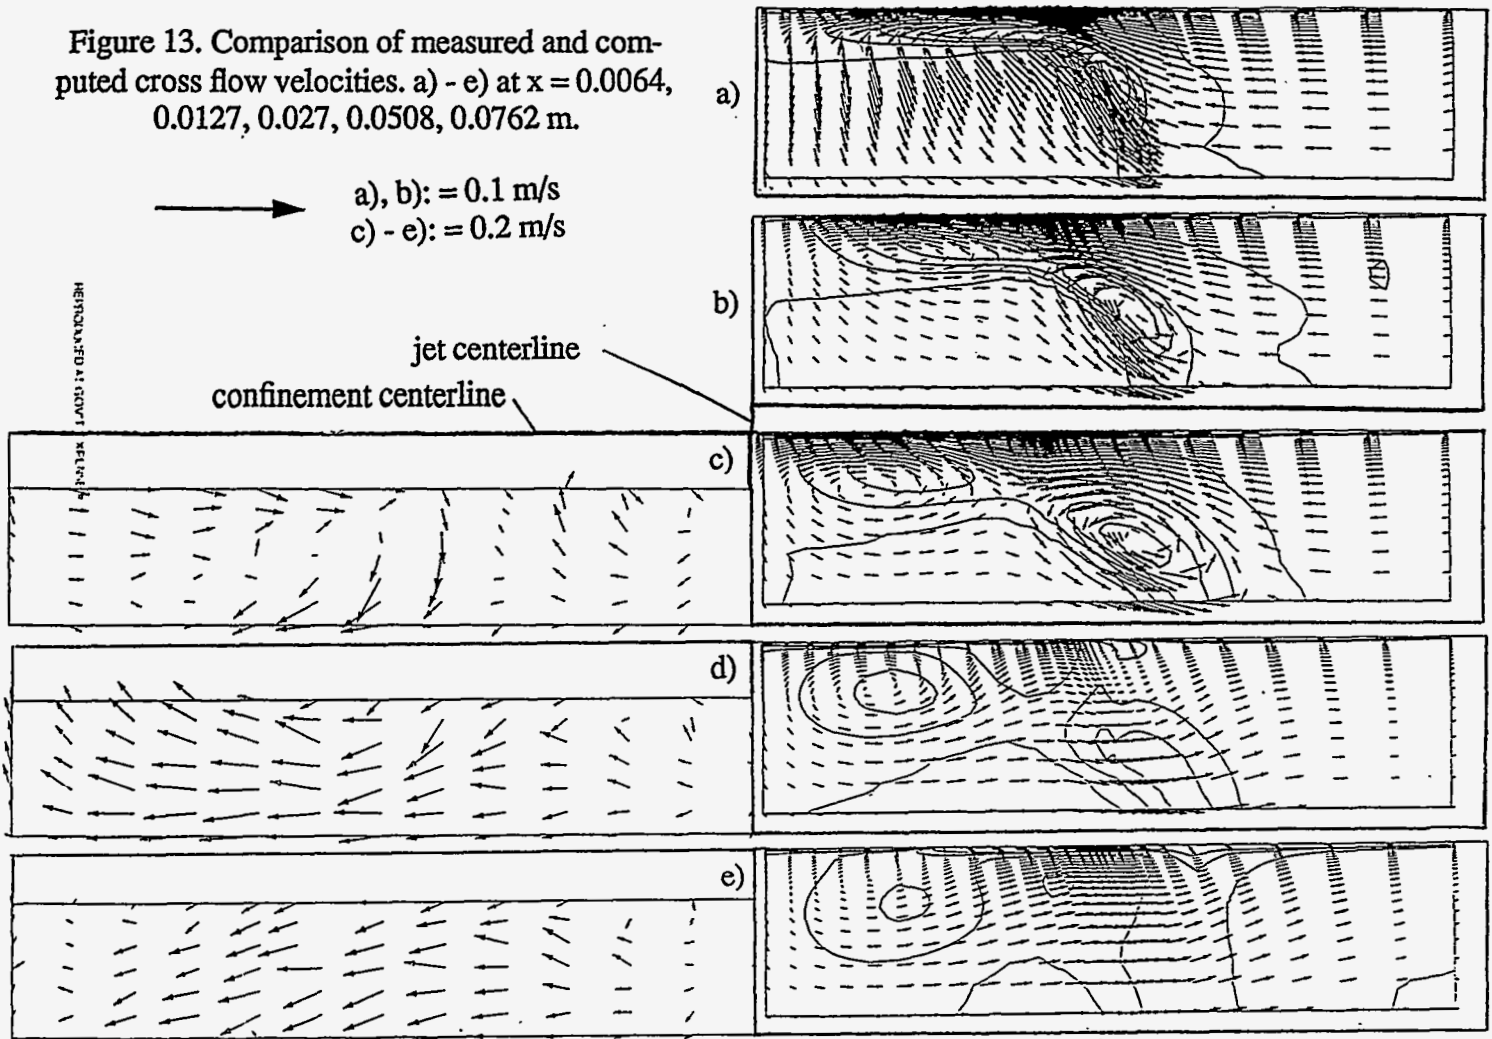 Figure 13. Comparison of measured and com-
puted cross flow velocities. a) - e) at x = 0.0064,
0.0127, 0.027, 0.0508, 0.0762 m.
a), b): = 0.1 m/s
c) - e): = 0.2 m/s
jet centerline
confinement centerline
a)
b)
c)
d)
e)